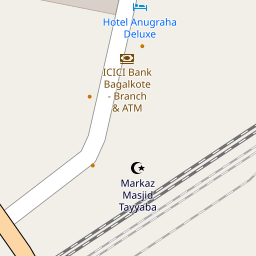 Hotel Anugraha
Deluxe
ICICI Bank
Bagalkote
- Branch
& ATM
Markaz
Masjid
Tayyaba